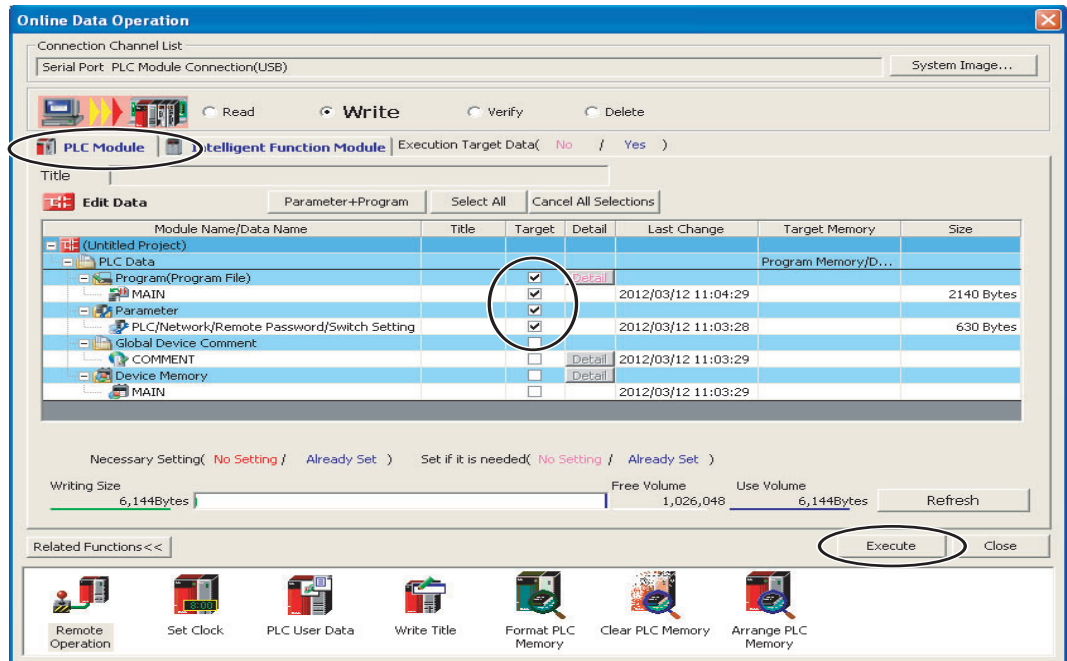 Online Data Operation
Connection Channel List
Serial Port PLC Module Connection(USB)
System Image...
Read
Write
Verify
Delete
PLC Module
Intelligent Function Module
Execution Target Data( No / Yes )
Title
Edit Data
Parameter+Program
Select All
Cancel All Selections
Module Name/Data Name Title Target Detail Last Change Target Memory Size
(Untitled Project)
PLC Data Program Memory/D...
Program(Program File) Detail
MAIN 2012/03/12 11:04:29 2140 Bytes
Parameter
PLC/Network/Remote Password/Switch Setting 2012/03/12 11:03:28 630 Bytes
Global Device Comment
COMMENT Detail 2012/03/12 11:03:29
Device Memory Detail
MAIN 2012/03/12 11:03:29
Necessary Setting( No Setting / Already Set ) Set if it is needed( No Setting / Already Set )
Writing Size Free Volume Use Volume
6,144Bytes 1,026,048 6,144Bytes Refresh
Related Functions<< Execute Close
8:00
Remote Operation
Set Clock
PLC User Data
Write Title
Format PLC Memory
Clear PLC Memory
Arrange PLC Memory